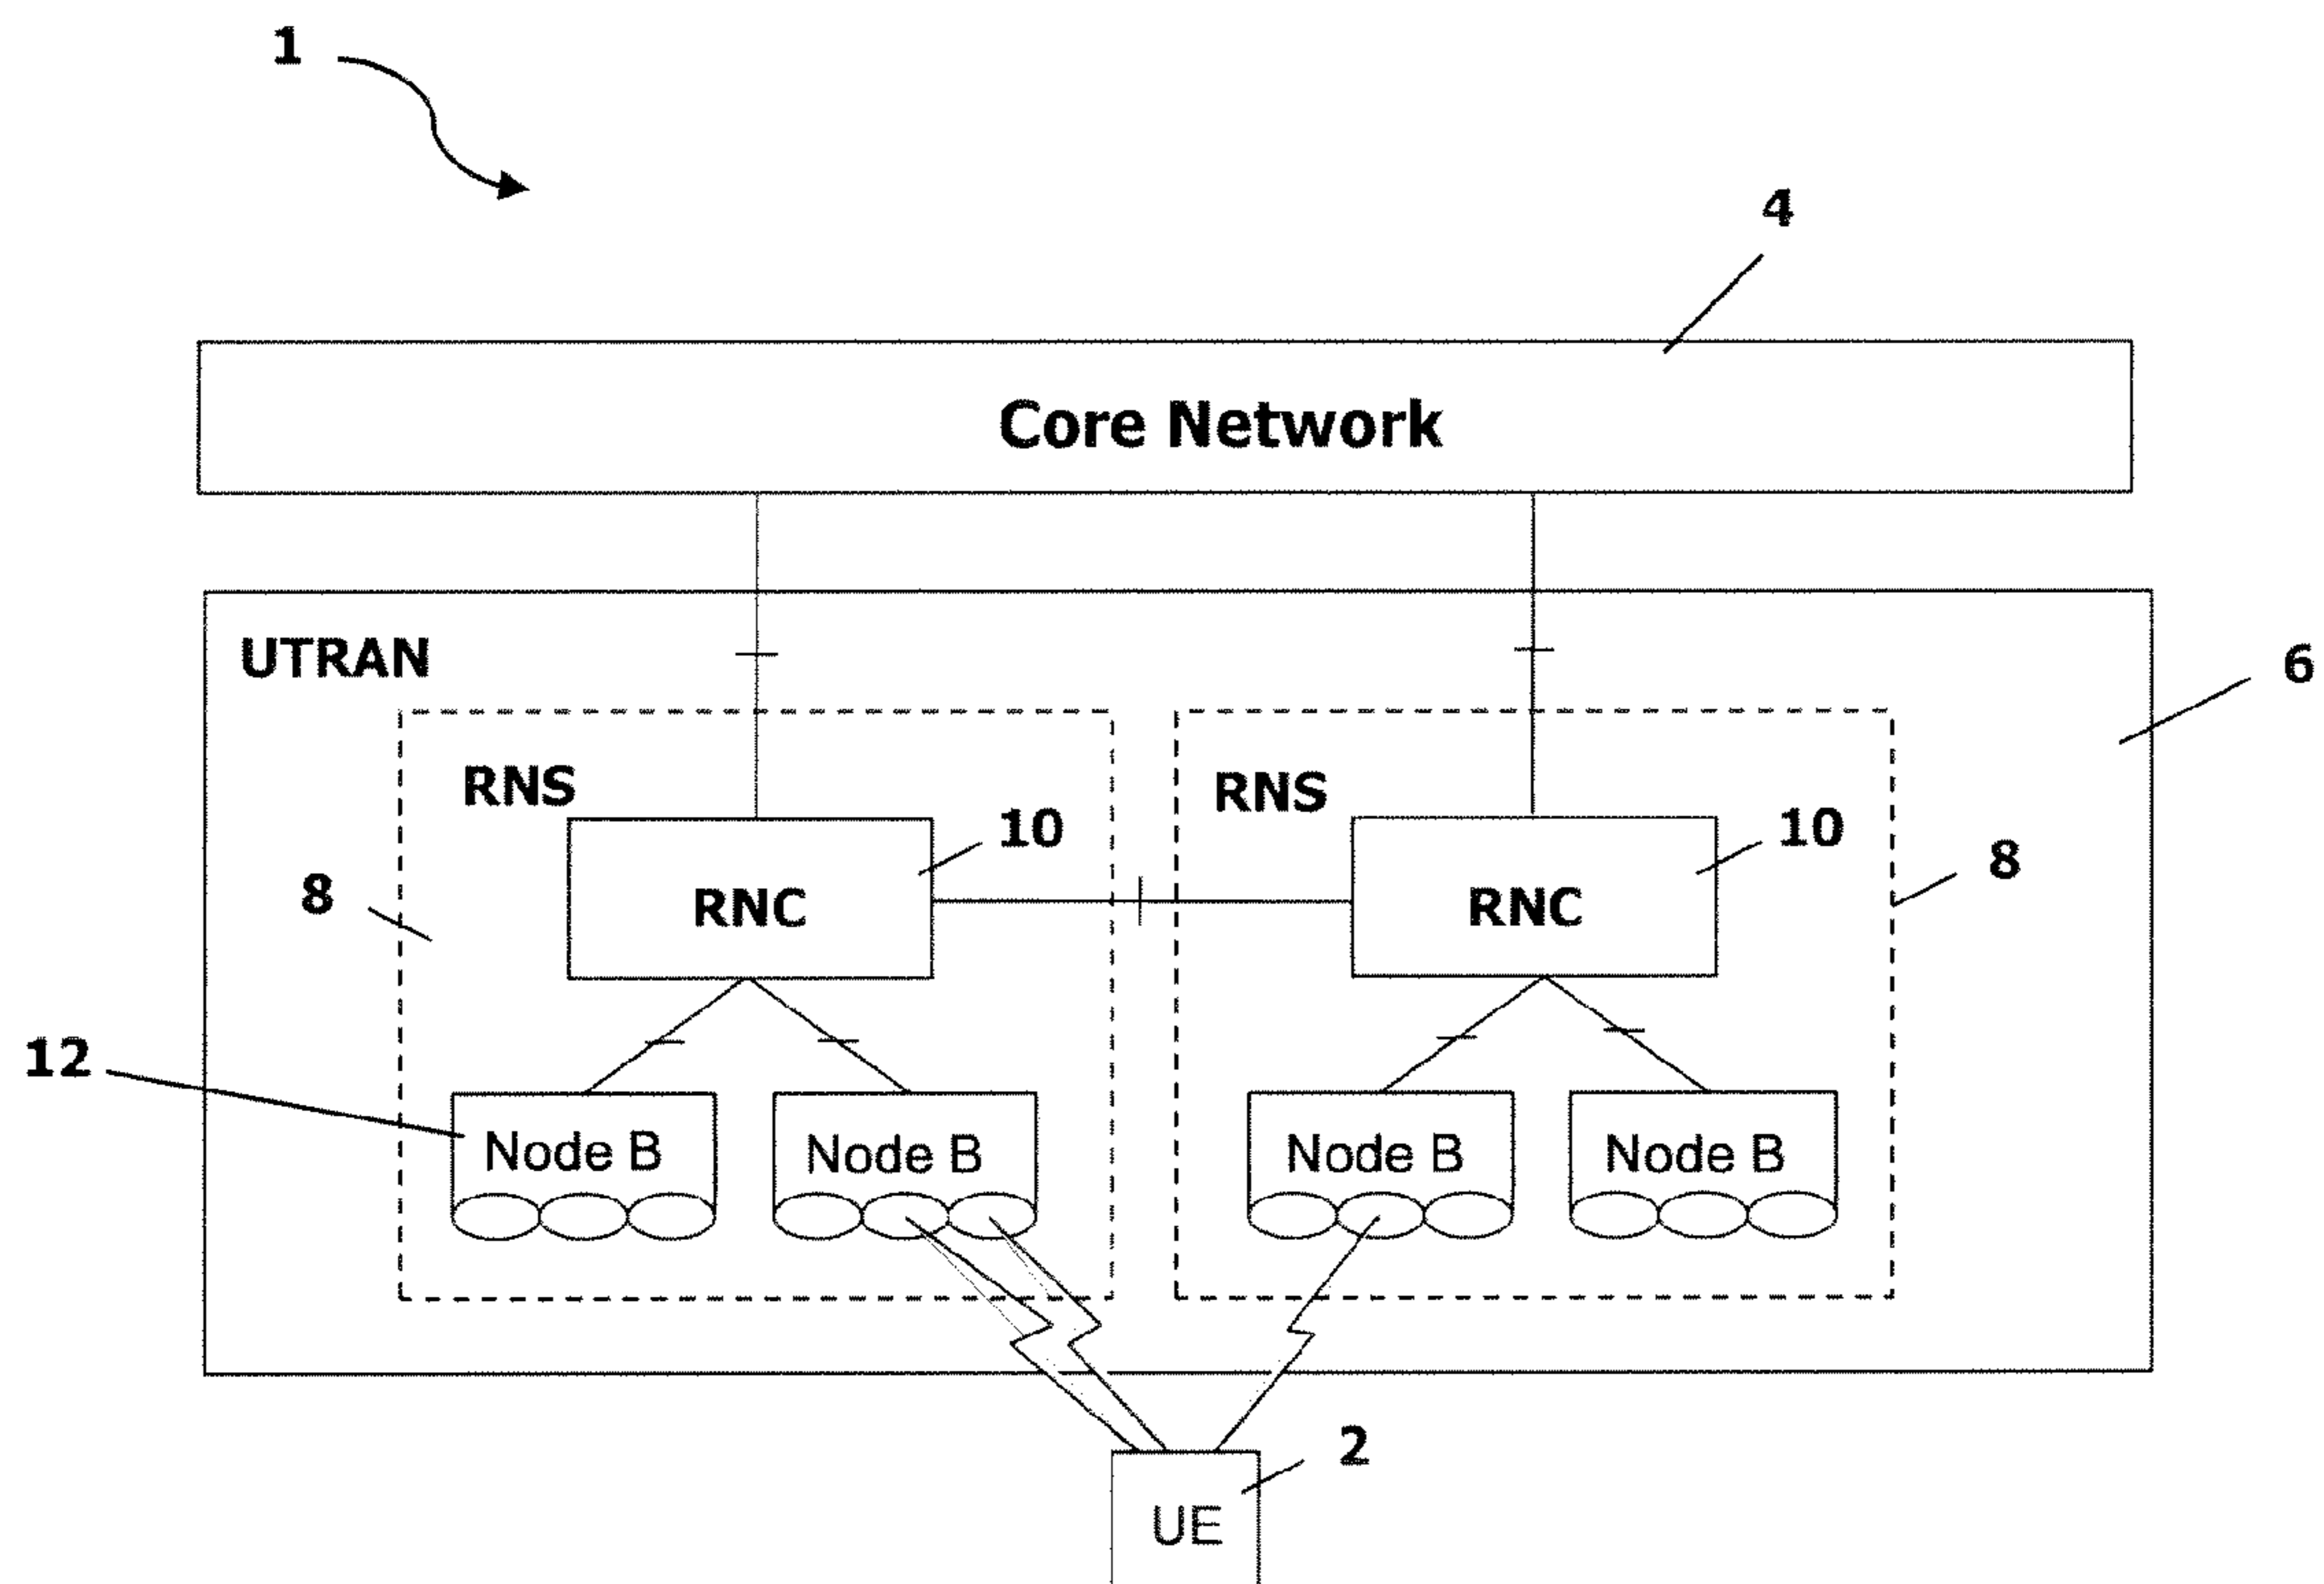 1
4
Core Network
UTRAN
6
RNS
RNS
10
10
8
8
RNC
RNC
12
Node B
Node B
Node B
Node B
2
UE